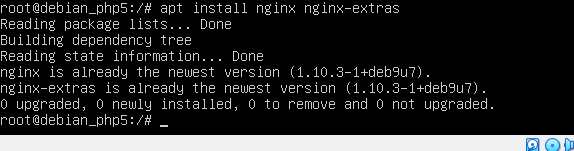 root@debian_php5:/# apt install nginx nginx-extras
Reading package lists... Done
Building dependency tree
Reading state information... Done
nginx is already the newest version (1.10.3-1+deb9u7).
nginx-extras is already the newest version (1.10.3-1+deb9u7).
0 upgraded, 0 newly installed, 0 to remove and 0 not upgraded.
root@debian_php5:/# _